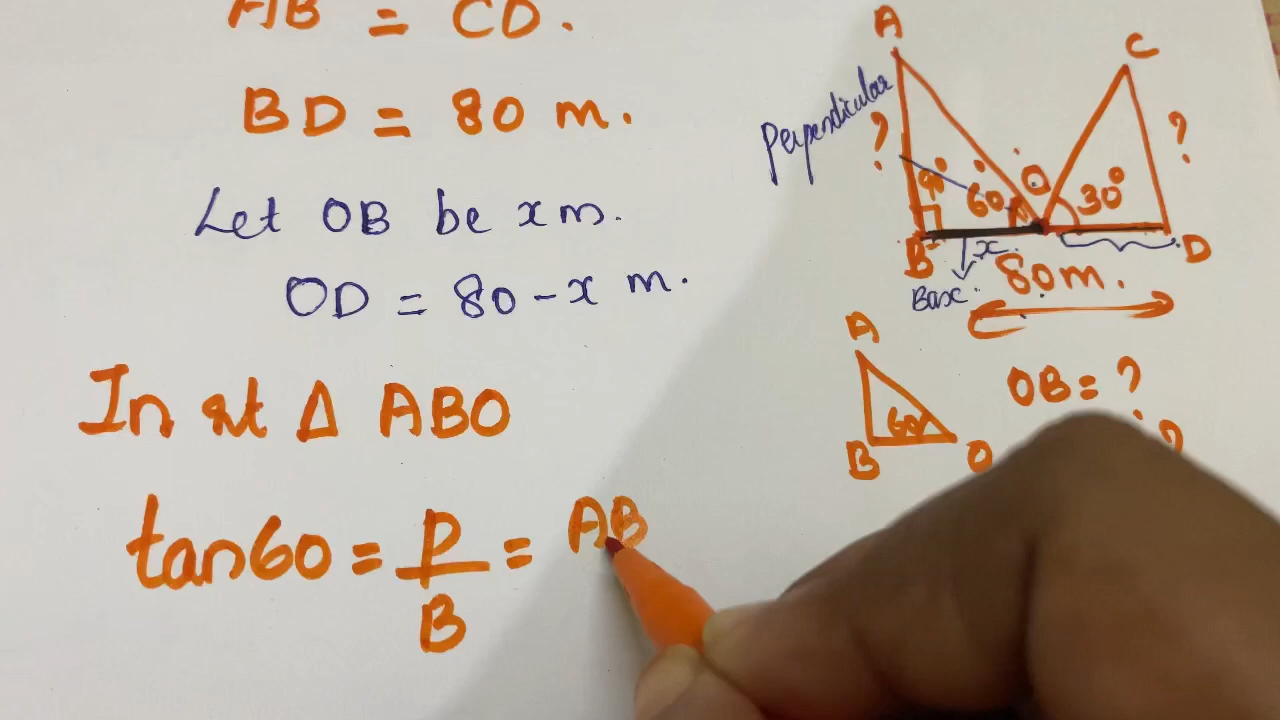 AB = CD.
BD = 80 m.
Let OB be x m.
OD = 80 - x m.
In rt Δ ABO
tan60 = P/B = AB
A
C
Perpendicular
?
?
90°
60°
O
30°
B
x
D
Base
80m.
A
60°
B
O
OB = ?
?